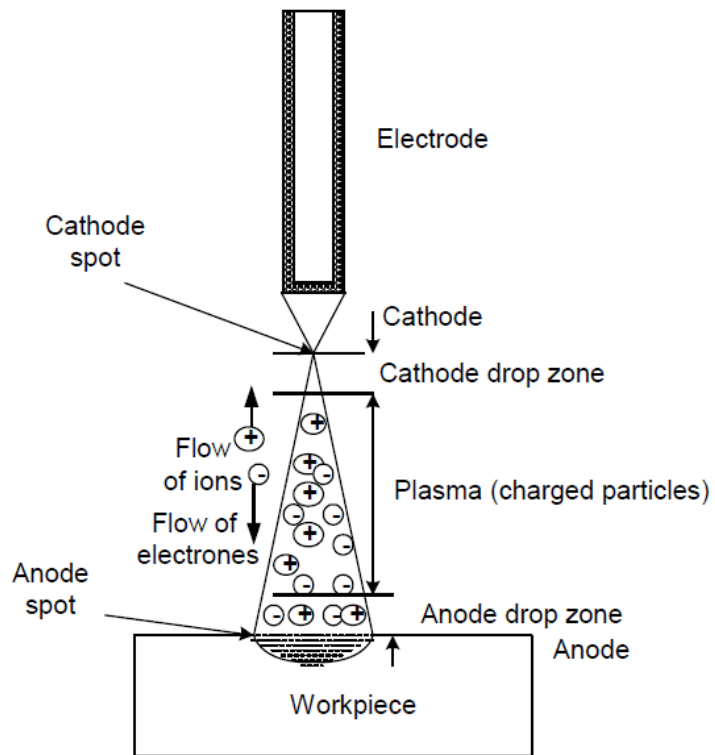 Electrode
Cathode
spot
Cathode
Cathode drop zone
+
Flow
of ions
-
Flow of
electrones
+
+
-
+
-
-
+
-
+
-
-
Plasma (charged particles)
Anode
spot
-
+
-
+
Anode drop zone
Anode
Workpiece